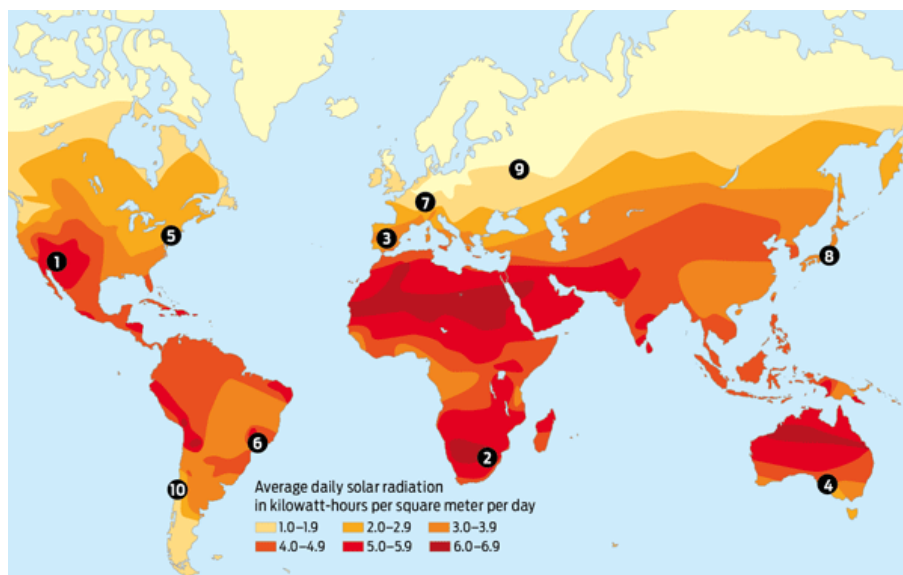 9
7
5
3
1
8
6
2
4
10
Average daily solar radiation
in kilowatt-hours per square meter per day
1.0–1.9 2.0–2.9 3.0–3.9
4.0–4.9 5.0–5.9 6.0–6.9